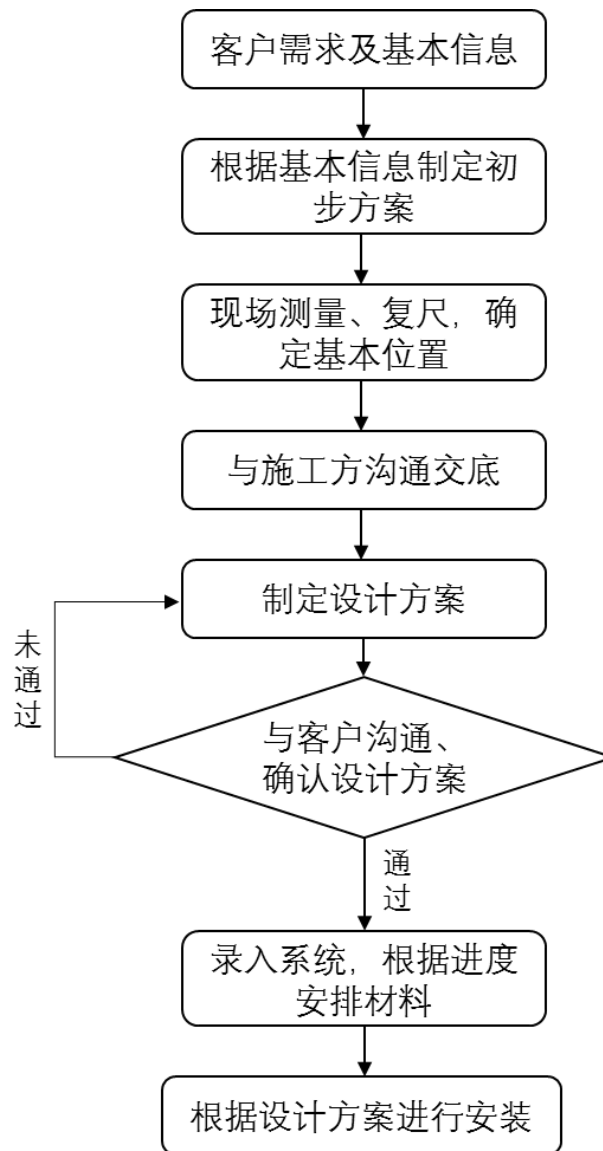 客户需求及基本信息
根据基本信息制定初
步方案
现场测量、复尺，确
定基本位置
与施工方沟通交底
制定设计方案
未
通
过
与客户沟通、
确认设计方案
通
过
录入系统，根据进度
安排材料
根据设计方案进行安装